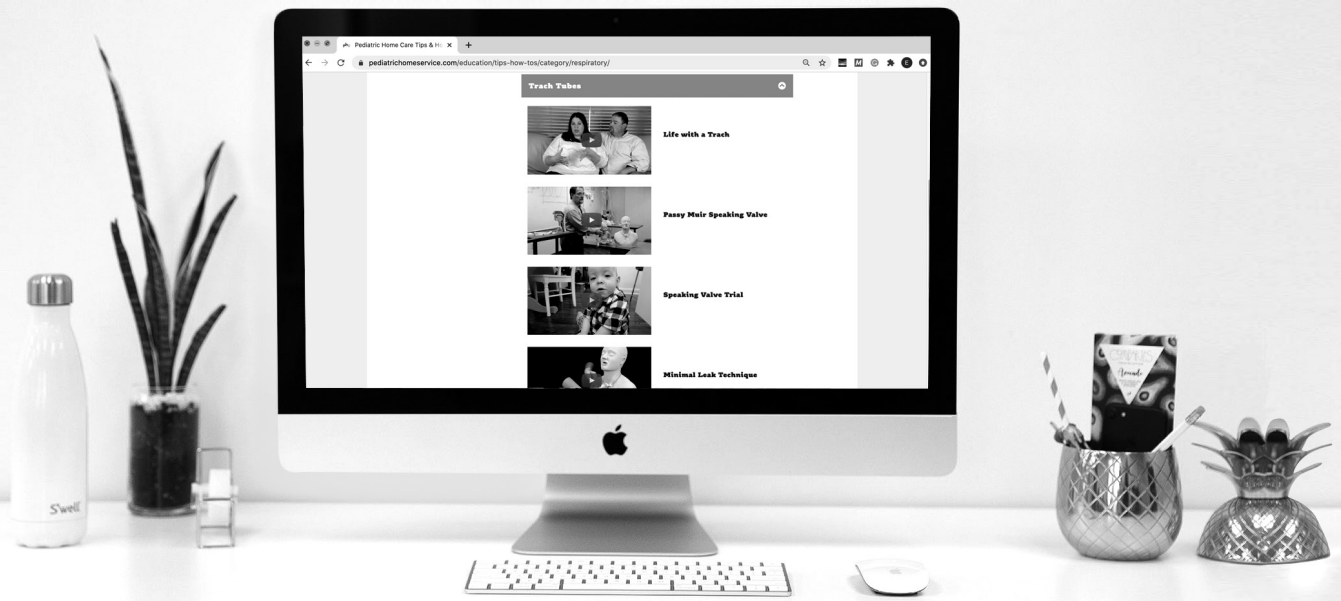 Pediatric Home Care Tips & H
pediatrichomeservice.com/education/tips-how-tos/category/respiratory/
E
Trach Tubes
Life with a Trach
Passy Muir Speaking Valve
Speaking Valve Trial
Minimal Leak Technique
S'well